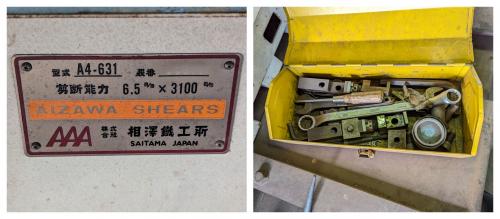 型式 A4-631 製番
剪断能力 6.5 m/m × 3100 m/m
AIZAWA SHEARS
AAA 株式会社 相澤鐵工所
SAITAMA JAPAN